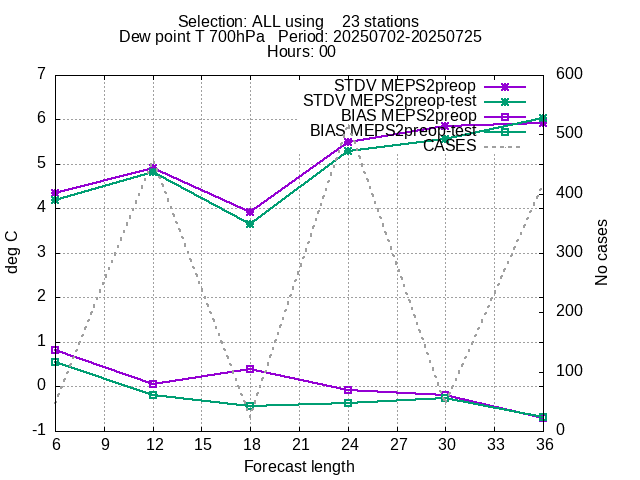 Selection: ALL using    23 stations
Dew point T 700hPa   Period: 20250702-20250725
Hours: 00
STDV MEPS2preop
STDV MEPS2preop-test
BIAS MEPS2preop
BIAS MEPS2preop-test
CASES
deg C
7
6
5
4
3
2
1
0
-1
No cases
600
500
400
300
200
100
0
6 9 12 15 18 21 24 27 30 33 36
Forecast length